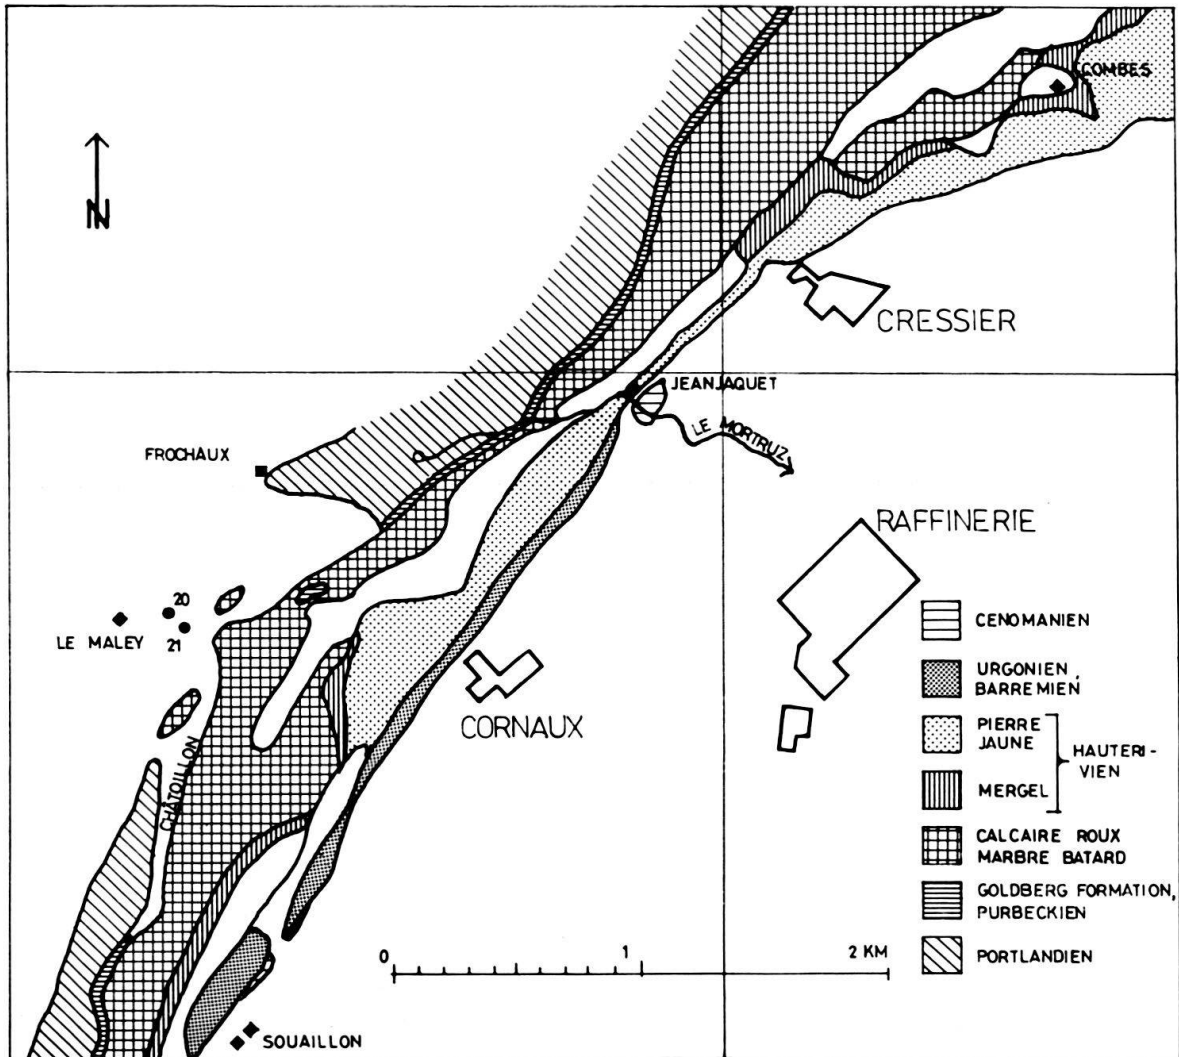 COMBES
N
CRESSIER
JEANJAQUET
LE MORTRUZ
FROCHAUX
RAFFINERIE
20
LE MALEY
21
CORNAUX
CHÂTOILLON
CENOMANIEN
URGONIEN,
BARREMIEN
PIERRE
JAUNE
HAUTERI-
VIEN
MERGEL
CALCAIRE ROUX
MARBRE BATARD
GOLDBERG FORMATION,
PURBECKIEN
PORTLANDIEN
0 1 2 KM
SOUAILLON